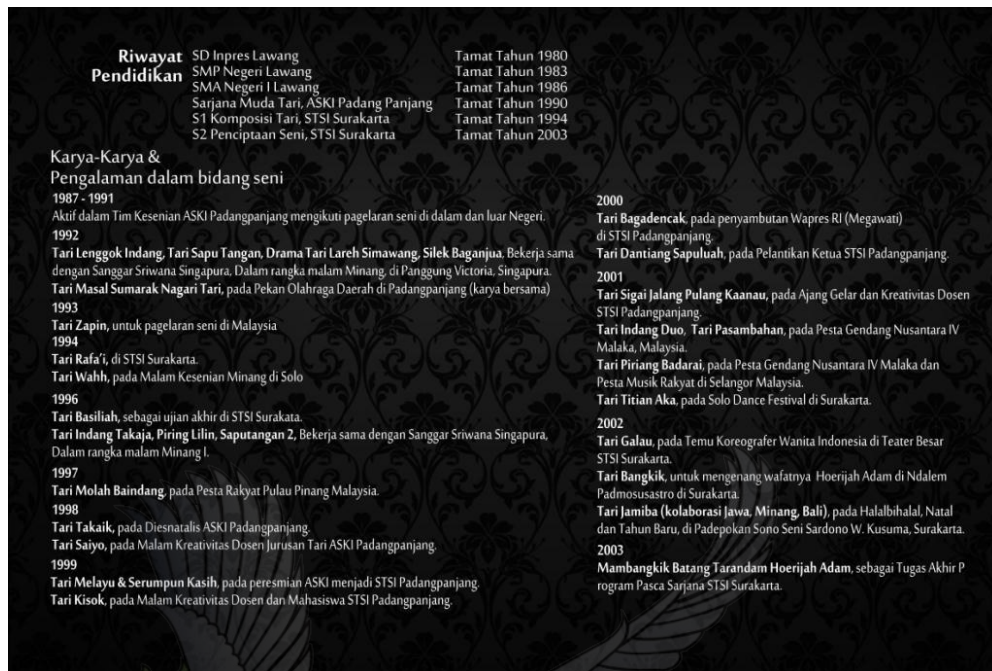 Riwayat Pendidikan
SD Inpres Lawang Tamat Tahun 1980
SMP Negeri Lawang Tamat Tahun 1983
SMA Negeri I Lawang Tamat Tahun 1986
Sarjana Muda Tari, ASKI Padang Panjang Tamat Tahun 1990
S1 Komposisi Tari, STSI Surakarta Tamat Tahun 1994
S2 Penciptaan Seni, STSI Surakarta Tamat Tahun 2003
Karya-Karya &
Pengalaman dalam bidang seni
1987 - 1991
Aktif dalam Tim Kesenian ASKI Padangpanjang mengikuti pagelaran seni di dalam dan luar Negeri.
1992
Tari Lenggok Indang, Tari Sapu Tangan, Drama Tari Lareh Simawang, Silek Baganjua, Bekerja sama
dengan Sanggar Sriwana Singapura, Dalam rangka malam Minang, di Panggung Victoria, Singapura.
Tari Masal Sumarak Nagari Tari, pada Pekan Olahraga Daerah di Padangpanjang (karya bersama)
1993
Tari Zapin, untuk pagelaran seni di Malaysia
1994
Tari Rafa'i, di STSI Surakarta.
Tari Wahh, pada Malam Kesenian Minang di Solo
1996
Tari Basiliah, sebagai ujian akhir di STSI Surakata.
Tari Indang Takaja, Piring Lilin, Saputangan 2, Bekerja sama dengan Sanggar Sriwana Singapura,
Dalam rangka malam Minang I.
1997
Tari Molah Baindang, pada Pesta Rakyat Pulau Pinang Malaysia.
1998
Tari Takaik, pada Diesnatalis ASKI Padangpanjang.
Tari Saiyo, pada Malam Kreativitas Dosen Jurusan Tari ASKI Padangpanjang.
1999
Tari Melayu & Serumpun Kasih, pada peresmian ASKI menjadi STSI Padangpanjang.
Tari Kisok, pada Malam Kreativitas Dosen dan Mahasiswa STSI Padangpanjang.
2000
Tari Bagadencak, pada penyambutan Wapres RI (Megawati)
di STSI Padangpanjang.
Tari Dantiang Sapuluah, pada Pelantikan Ketua STSI Padangpanjang.
2001
Tari Sigai Jalang Pulang Kaanau, pada Ajang Gelar dan Kreativitas Dosen
STSI Padangpanjang.
Tari Indang Duo, Tari Pasambahan, pada Pesta Gendang Nusantara IV
Malaka, Malaysia.
Tari Piriang Badarai, pada Pesta Gendang Nusantara IV Malaka dan
Pesta Musik Rakyat di Selangor Malaysia.
Tari Titian Aka, pada Solo Dance Festival di Surakarta.
2002
Tari Galau, pada Temu Koreografer Wanita Indonesia di Teater Besar
STSI Surakarta.
Tari Bangkik, untuk mengenang wafatnya Hoerijah Adam di Ndalem
Padmosusastro di Surakarta.
Tari Jamiba (kolaborasi Jawa, Minang, Bali), pada Halalbihalal, Natal
dan Tahun Baru, di Padepokan Sono Seni Sardono W. Kusuma, Surakarta.
2003
Mambangkik Batang Tarandam Hoerijah Adam, sebagai Tugas Akhir P
rogram Pasca Sarjana STSI Surakarta.